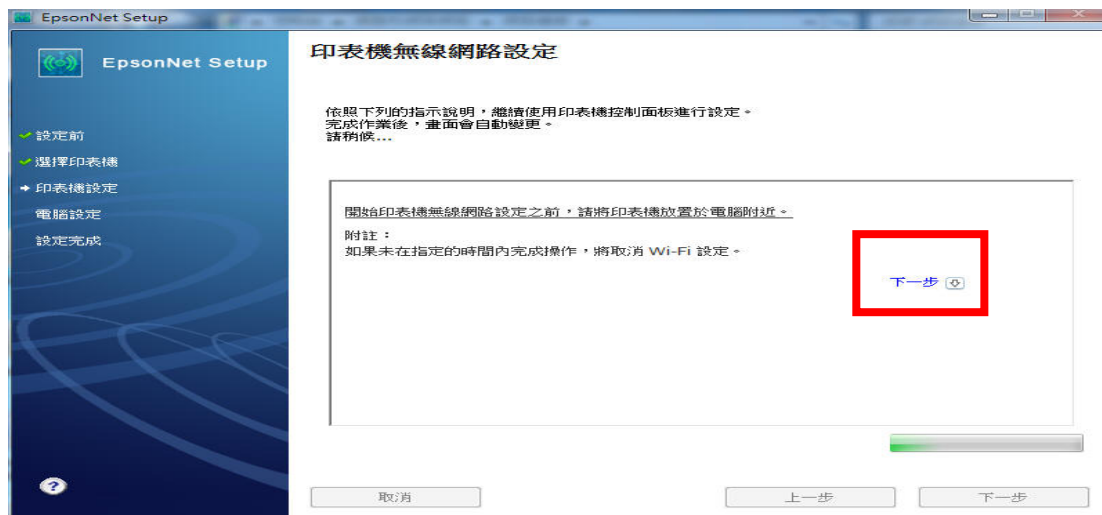 EpsonNet Setup
EpsonNet Setup
印表機無線網路設定
依照下列的指示說明，繼續使用印表機控制面板進行設定。
完成作業後，畫面會自動變更。
請稍候...
設定前
選擇印表機
印表機設定
電腦設定
設定完成
開始印表機無線網路設定之前，請將印表機放置於電腦附近。
附註：
如果未在指定的時間內完成操作，將取消 Wi-Fi 設定。
下一步
?
取消
上一步
下一步